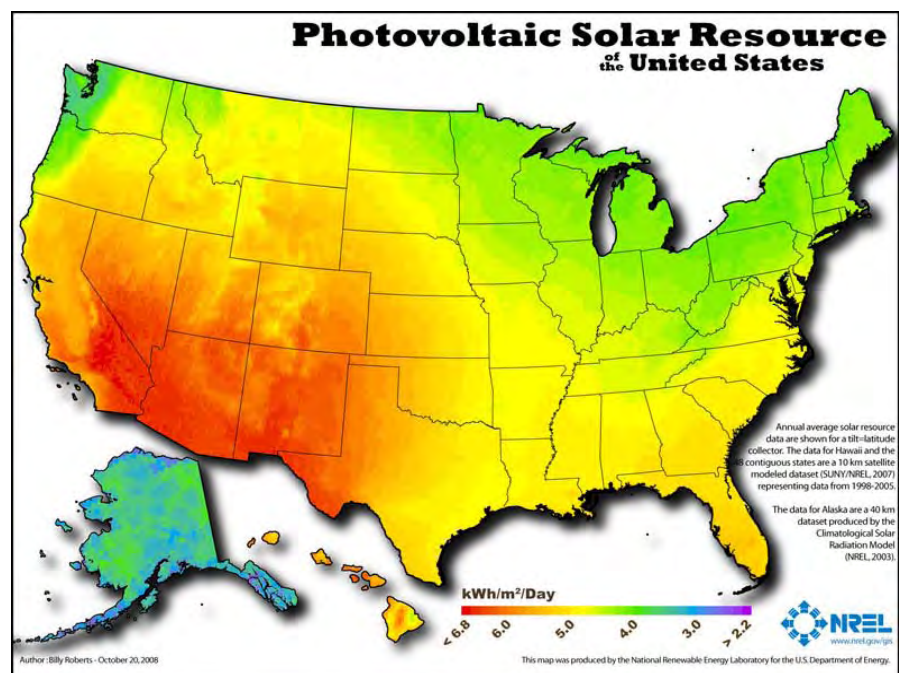 Photovoltaic Solar Resource
of the United States
Annual average solar resource
data are shown for a tilt=latitude
collector. The data for Hawaii and the
48 contiguous states are a 10 km satellite
modeled dataset (SUNY/NREL, 2007)
representing data from 1998-2005.
The data for Alaska are a 40 km
dataset produced by the
Climatological Solar
Radiation Model
(NREL, 2003).
kWh/m²/Day
< 6.8 6.0 5.0 4.0 3.0 > 2.2
NREL
www.nrel.gov/gis
Author : Billy Roberts - October 20, 2008
This map was produced by the National Renewable Energy Laboratory for the U.S. Department of Energy.